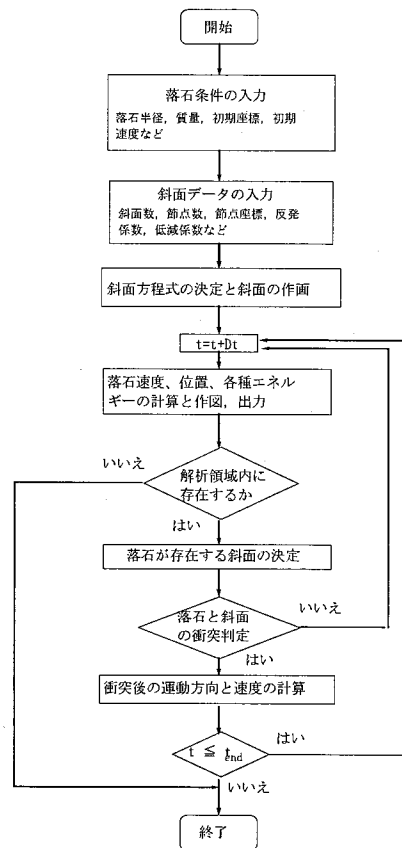 開始
落石条件の入力
落石半径, 質量, 初期座標, 初期
速度など
斜面データの入力
斜面数, 節点数, 節点座標, 反発
係数, 低減係数など
斜面方程式の決定と斜面の作画
t=t+Dt
落石速度、位置、各種エネル
ギーの計算と作図, 出力
いいえ
解析領域内に
存在するか
はい
落石が存在する斜面の決定
落石と斜面
の衝突判定
いいえ
はい
衝突後の運動方向と速度の計算
t ≦ tend
はい
いいえ
終了